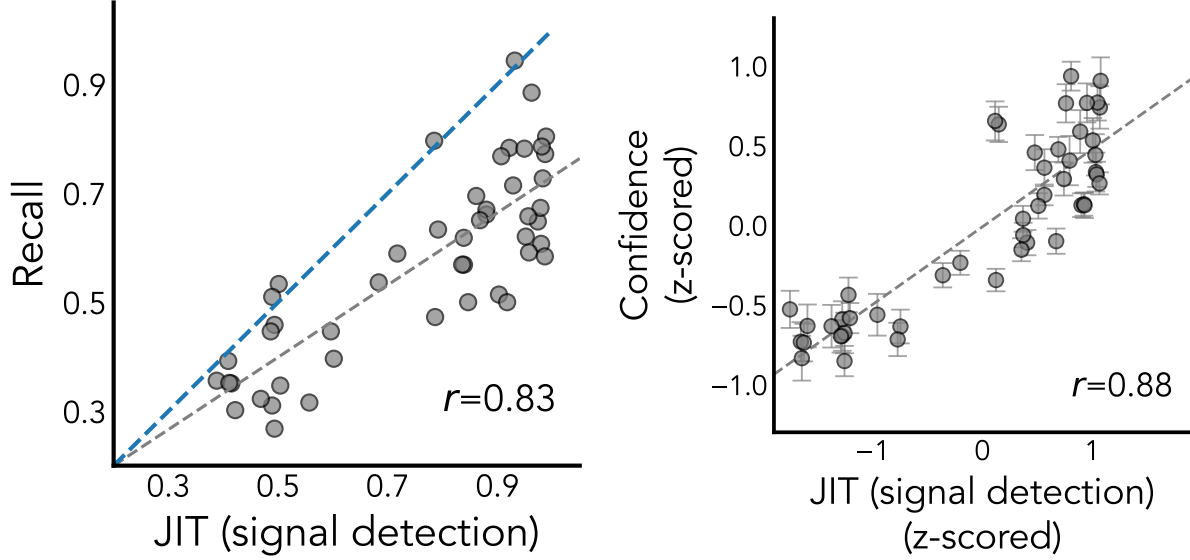 Recall
0.9
0.7
0.5
0.3
r=0.83
0.3 0.5 0.7 0.9
JIT (signal detection)
Confidence
(z-scored)
1.0
0.5
0.0
−0.5
−1.0
r=0.88
−1 0 1
JIT (signal detection)
(z-scored)